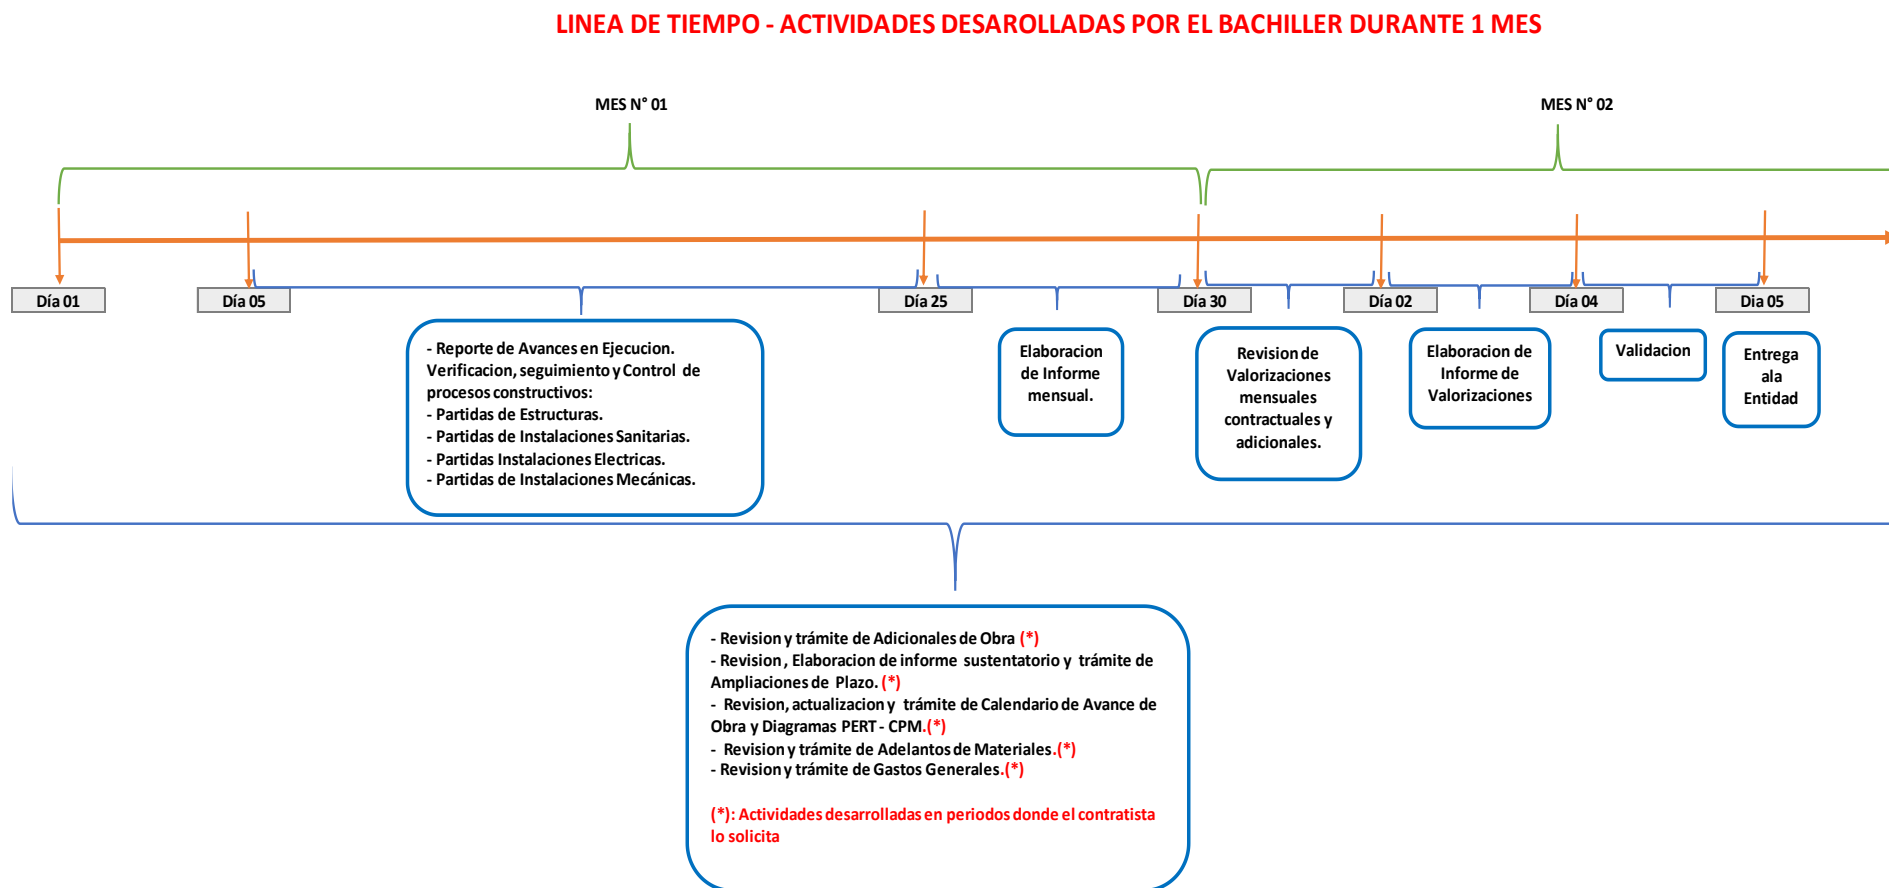 LINEA DE TIEMPO - ACTIVIDADES DESAROLLADAS POR EL BACHILLER DURANTE 1 MES
MES N° 01
MES N° 02
Día 01
Día 05
Día 25
Día 30
Día 02
Día 04
Dia 05
- Reporte de Avances en Ejecucion.
Verificacion, seguimiento y Control de
procesos constructivos:
- Partidas de Estructuras.
- Partidas de Instalaciones Sanitarias.
- Partidas Instalaciones Electricas.
- Partidas de Instalaciones Mecánicas.
Elaboracion
de Informe
mensual.
Revision de
Valorizaciones
mensuales
contractuales y
adicionales.
Elaboracion de
Informe de
Valorizaciones
Validacion
Entrega
ala
Entidad
- Revision y trámite de Adicionales de Obra (*)
- Revision , Elaboracion de informe sustentatorio y trámite de
Ampliaciones de Plazo. (*)
- Revision, actualizacion y trámite de Calendario de Avance de
Obra y Diagramas PERT - CPM.(*)
- Revision y trámite de Adelantos de Materiales.(*)
- Revision y trámite de Gastos Generales.(*)
(*): Actividades desarrolladas en periodos donde el contratista
lo solicita